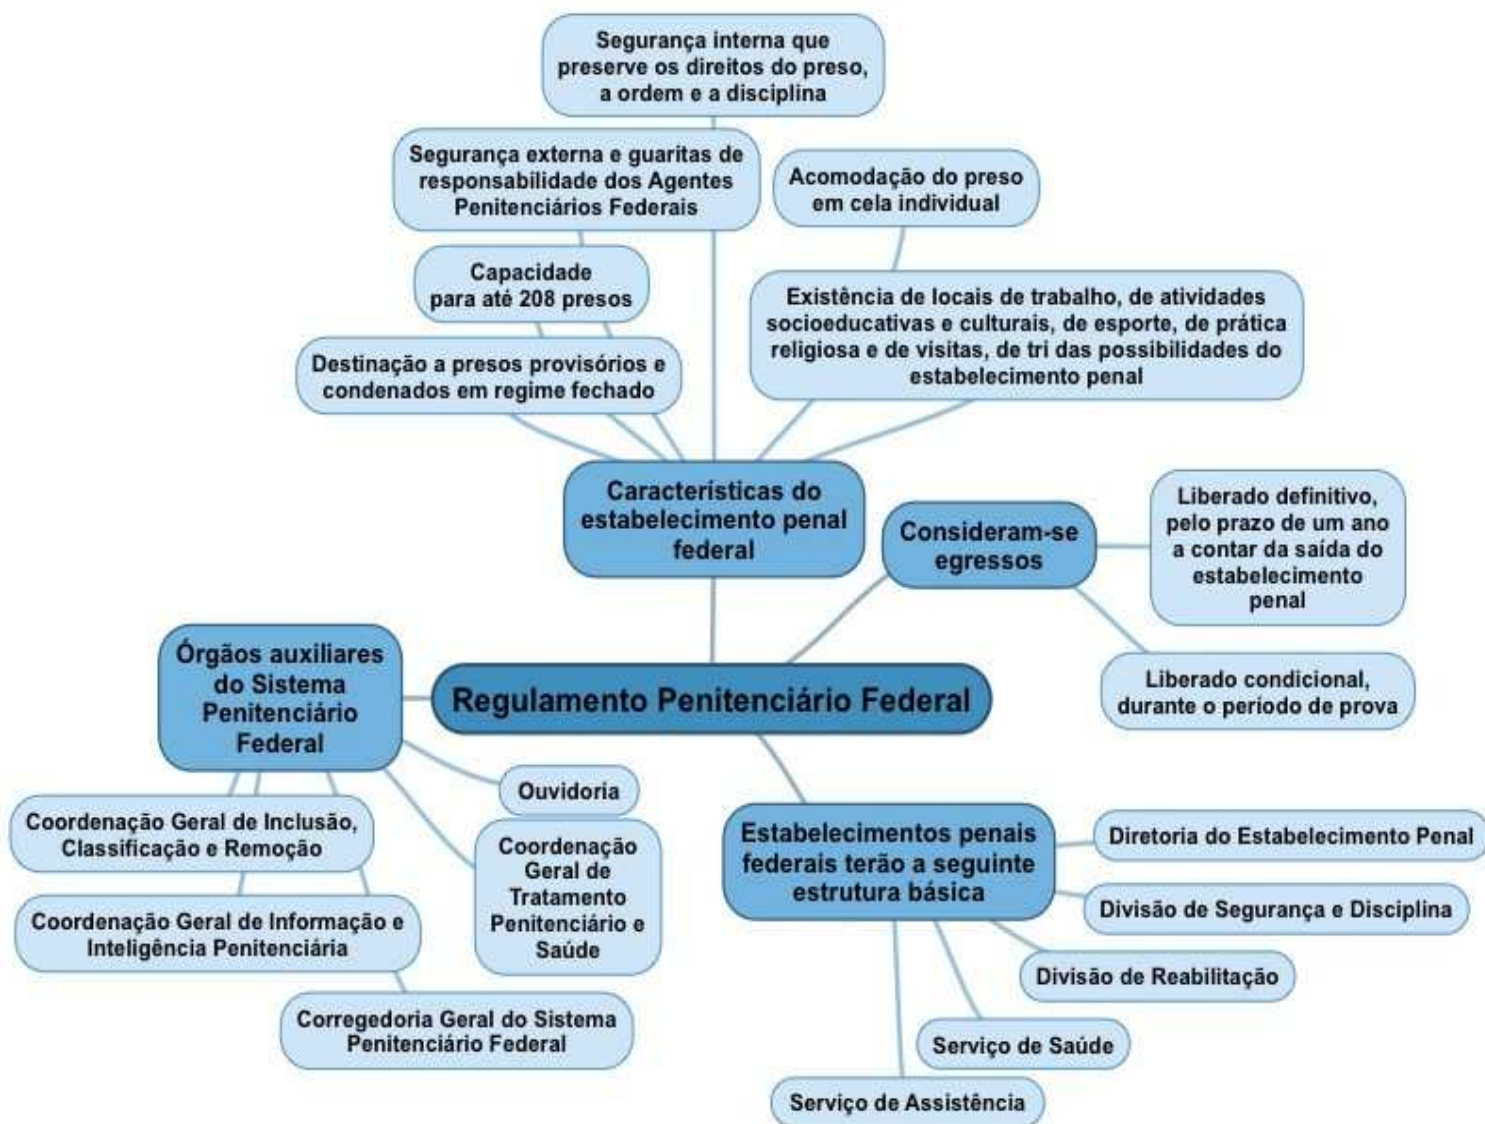 Segurança interna que
preserve os direitos do preso,
a ordem e a disciplina
Segurança externa e guaritas de
responsabilidade dos Agentes
Penitenciários Federais
Acomodação do preso
em cela individual
Capacidade
para até 208 presos
Existência de locais de trabalho, de atividades
socioeducativas e culturais, de esporte, de prática
religiosa e de visitas, de tri das possibilidades do
estabelecimento penal
Destinação a presos provisórios e
condenados em regime fechado
Características do
estabelecimento penal
federal
Consideram-se
egressos
Liberado definitivo,
pelo prazo de um ano
a contar da saída do
estabelecimento
penal
Liberado condicional,
durante o período de prova
Órgãos auxiliares
do Sistema
Penitenciário
Federal
Regulamento Penitenciário Federal
Ouvidoria
Coordenação Geral de Inclusão,
Classificação e Remoção
Coordenação
Geral de
Tratamento
Penitenciário e
Saúde
Coordenação Geral de Informação e
Inteligência Penitenciária
Corregedoria Geral do Sistema
Penitenciário Federal
Estabelecimentos penais
federais terão a seguinte
estrutura básica
Diretoria do Estabelecimento Penal
Divisão de Segurança e Disciplina
Divisão de Reabilitação
Serviço de Saúde
Serviço de Assistência